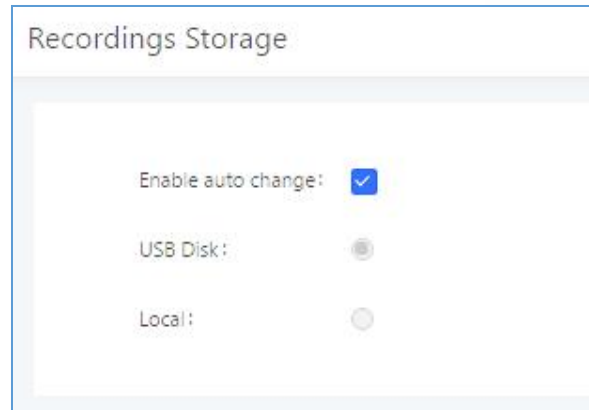 Recordings Storage
Enable auto change:
USB Disk:
Local: